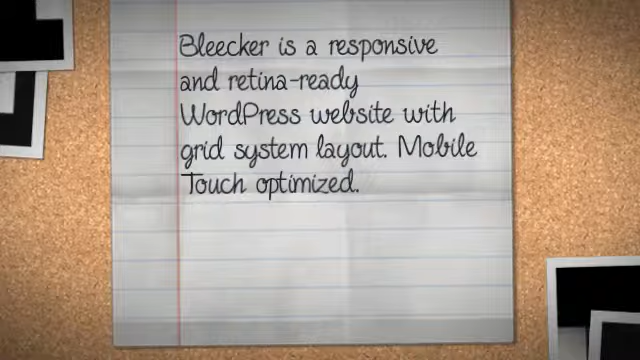 Bleecker is a responsive
and retina-ready
WordPress website with
grid system layout. Mobile
Touch optimized.